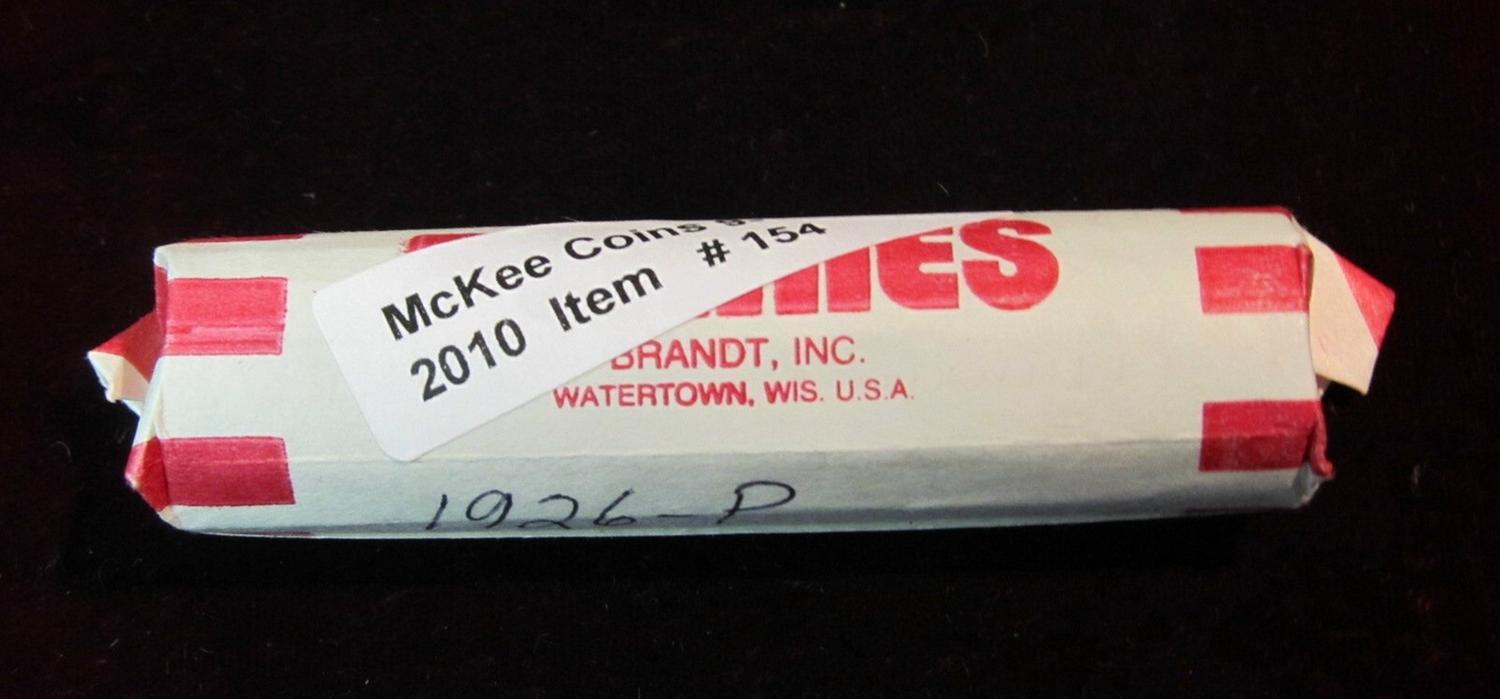 McKee Coins
2010 Item # 154
BRANDT, INC.
WATERTOWN, WIS. U.S.A.
1926-P